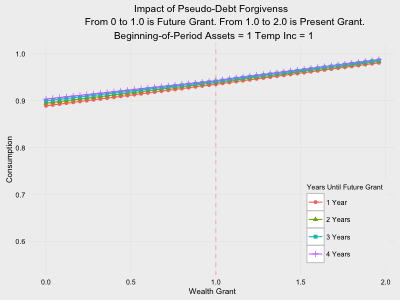 Impact of Pseudo-Debt Forgivenss
From 0 to 1.0 is Future Grant. From 1.0 to 2.0 is Present Grant.
Beginning-of-Period Assets = 1 Temp Inc = 1
1.0
0.9
0.8
0.7
0.6
Consumption
Years Until Future Grant
1 Year
2 Years
3 Years
4 Years
0.0 0.5 1.0 1.5 2.0
Wealth Grant